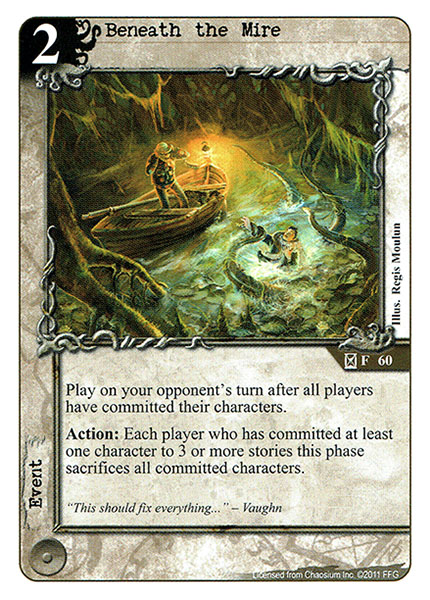 2
Beneath the Mire
Illus. Regis Moulun
F 60
Play on your opponent's turn after all players
have committed their characters.
Action: Each player who has committed at least
one character to 3 or more stories this phase
sacrifices all committed characters.
"This should fix everything..." – Vaughn
Event
Licensed from Chaosium Inc. ©2011 FFG